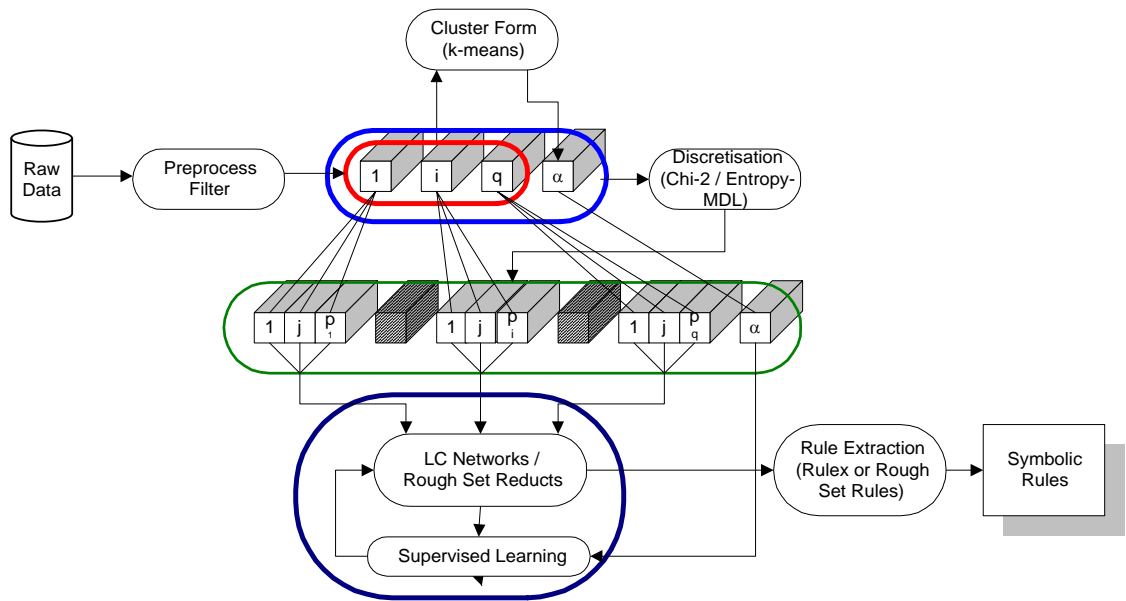 Cluster Form
(k-means)
Raw
Data
Preprocess
Filter
1
i
q
α
Discretisation
(Chi-2 / Entropy-
MDL)
1
j
p
1
1
j
p
i
1
j
p
q
α
LC Networks /
Rough Set Reducts
Rule Extraction
(Rulex or Rough
Set Rules)
Symbolic
Rules
Supervised Learning